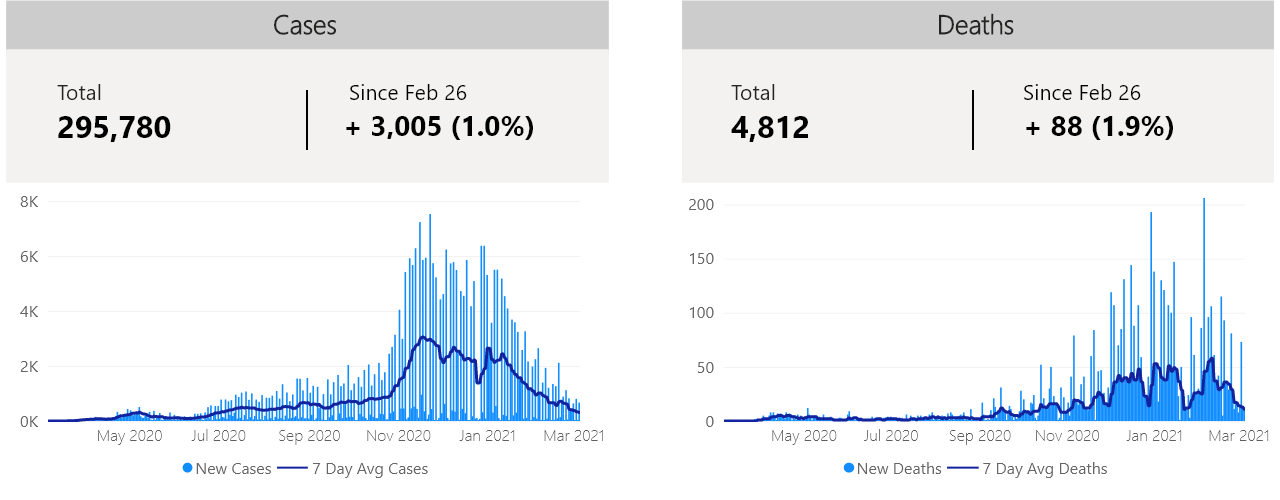 Cases
Total
295,780
Since Feb 26
+ 3,005 (1.0%)
8K
6K
4K
2K
0K
May 2020 Jul 2020 Sep 2020 Nov 2020 Jan 2021 Mar 2021
New Cases 7 Day Avg Cases
Deaths
Total
4,812
Since Feb 26
+ 88 (1.9%)
200
150
100
50
0
May 2020 Jul 2020 Sep 2020 Nov 2020 Jan 2021 Mar 2021
New Deaths 7 Day Avg Deaths